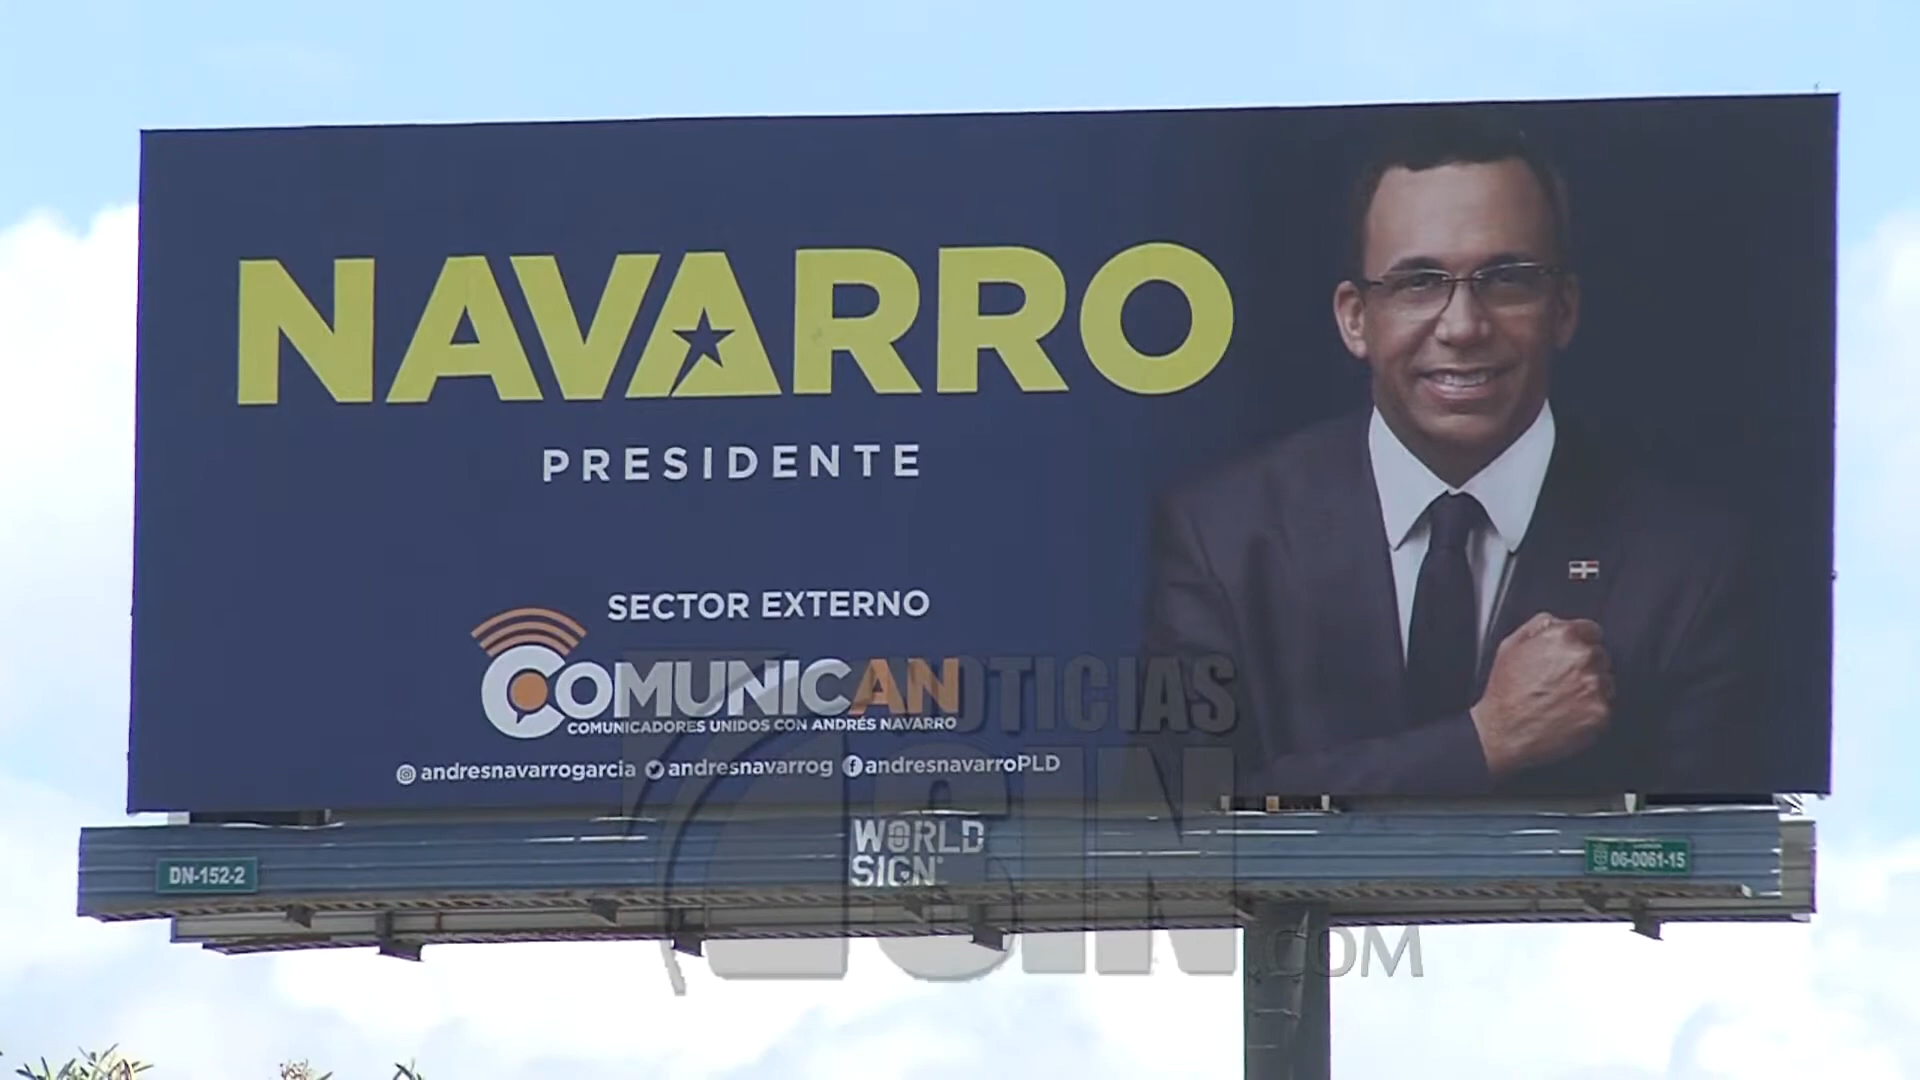 NAVARRO
PRESIDENTE
SECTOR EXTERNO
COMUNICAN
COMUNICADORES UNIDOS CON ANDRÉS NAVARRO
andresnavarrogarcia andresnavarrog andresnavarroPLD
NOTICIAS
SIN
.COM
WORLD
SIGN
DN-152-2
06-0061-15